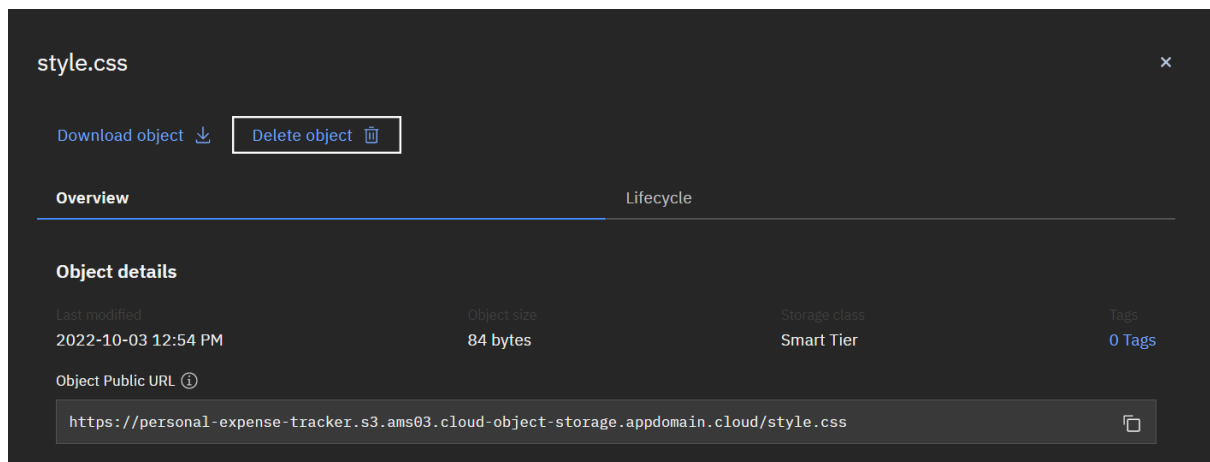 style.css
Download object Delete object
Overview Lifecycle
Object details
Last modified Object size Storage class Tags
2022-10-03 12:54 PM 84 bytes Smart Tier 0 Tags
Object Public URL
https://personal-expense-tracker.s3.ams03.cloud-object-storage.appdomain.cloud/style.css